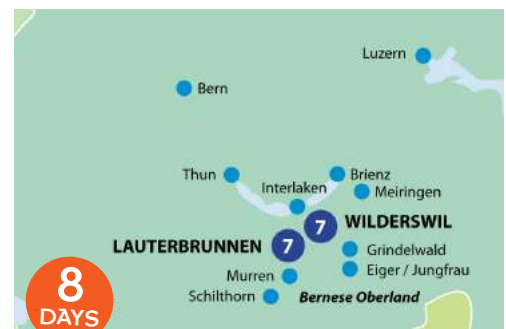 Luzern
Bern
Thun
Brienz
Interlaken
Meiringen
7
WILDERSWIL
LAUTERBRUNNEN
7
Grindelwald
Eiger / Jungfrau
Murren
Schilthorn
Bernese Oberland
8
DAYS